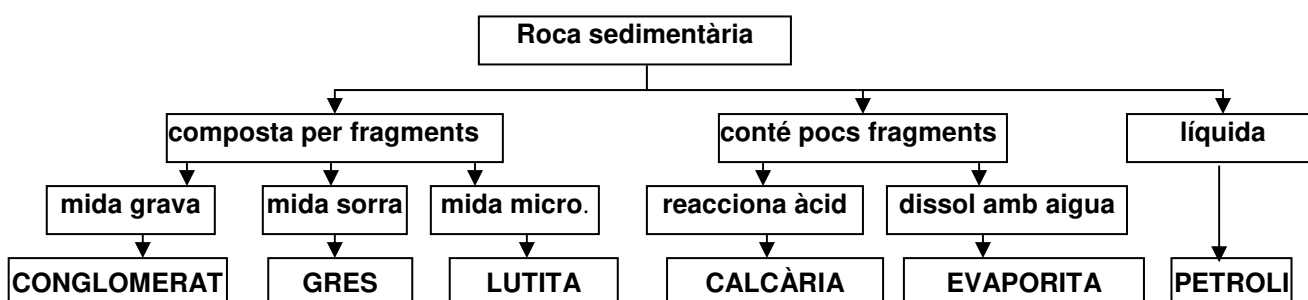 Roca sedimentària
composta per fragments
conté pocs fragments
líquida
mida grava
mida sorra
mida micro.
reacciona àcid
dissol amb aigua
CONGLOMERAT
GRES
LUTITA
CALCÀRIA
EVAPORITA
PETROLI